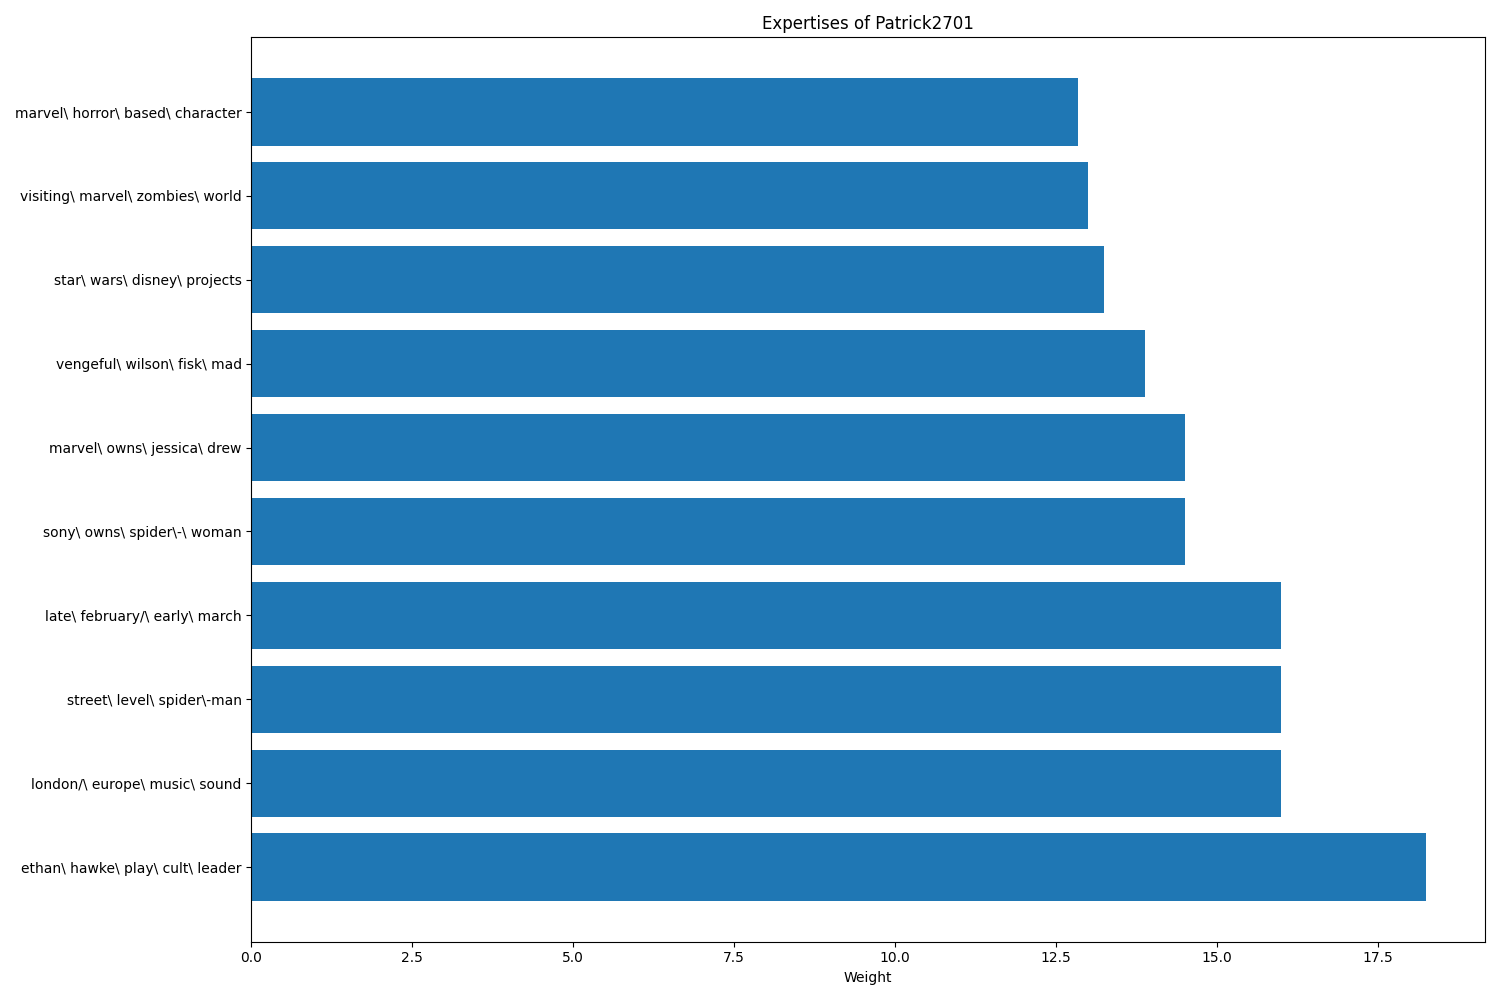 Expertises of Patrick2701
marvel\ horror\ based\ character
visiting\ marvel\ zombies\ world
star\ wars\ disney\ projects
vengeful\ wilson\ fisk\ mad
marvel\ owns\ jessica\ drew
sony\ owns\ spider\-\ woman
late\ february/\ early\ march
street\ level\ spider\-man
london/\ europe\ music\ sound
ethan\ hawke\ play\ cult\ leader
0.0 2.5 5.0 7.5 10.0 12.5 15.0 17.5
Weight